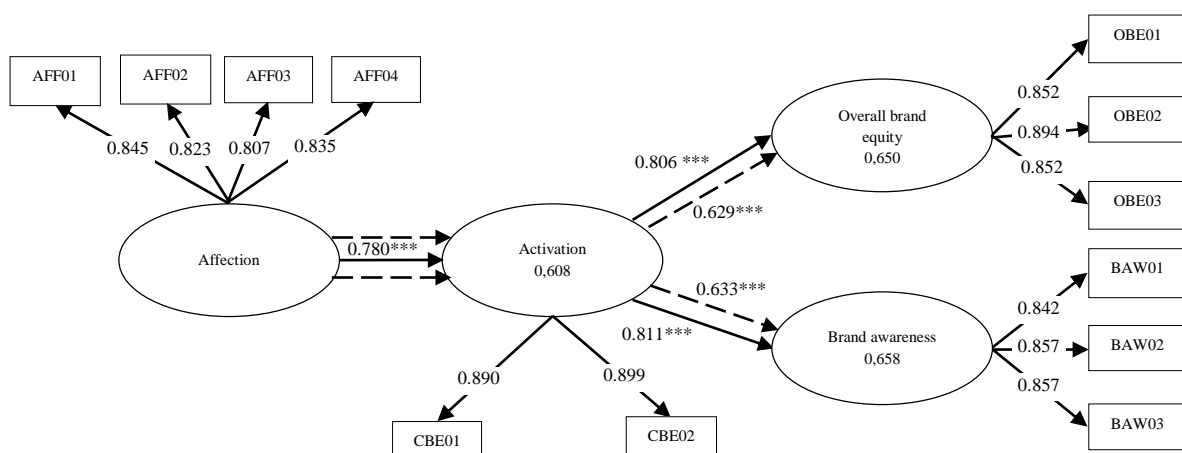 OBE01
AFF01
AFF02
AFF03
AFF04
0.852
Overall brand
equity
0,650
0.894
OBE02
0.845
0.823
0.807
0.835
0.806 ***
0.852
0.629***
OBE03
Affection
0.780***
Activation
0,608
BAW01
0.633***
0.842
0.811***
Brand awareness
0,658
0.857
BAW02
0.857
0.890
0.899
BAW03
CBE01
CBE02